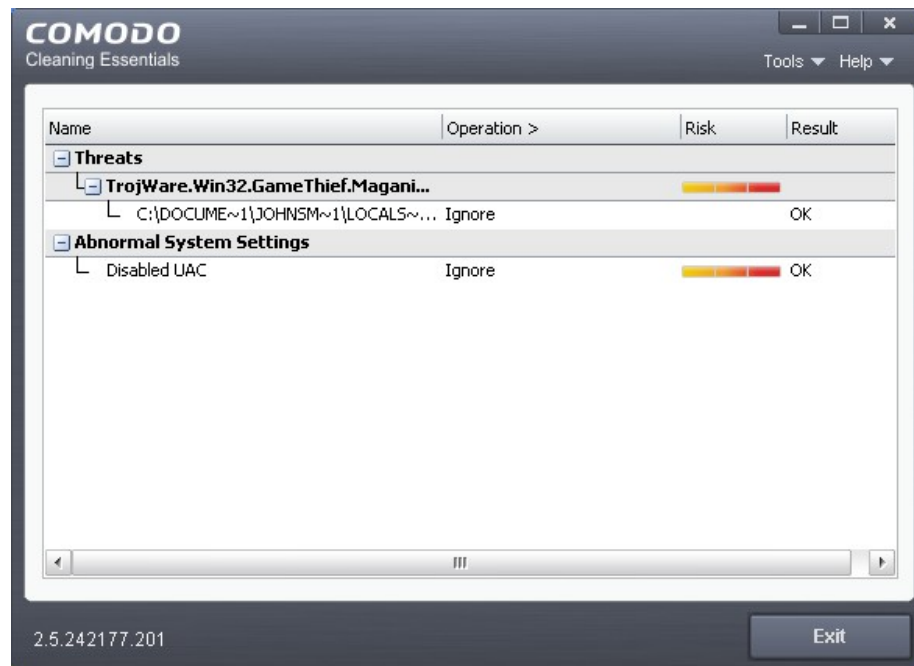 COMODO
Cleaning Essentials
Tools Help
Name Operation > Risk Result
Threats
TrojWare.Win32.GameThief.Magani...
C:\DOCUME~1\JOHNSM~1\LOCALS~... Ignore OK
Abnormal System Settings
Disabled UAC Ignore OK
2.5.242177.201 Exit